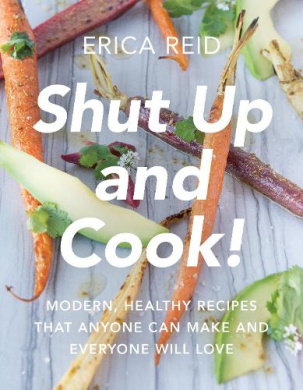 ERICA REID
Shut Up
and
Cook!
MODERN, HEALTHY RECIPES
THAT ANYONE CAN MAKE AND
EVERYONE WILL LOVE